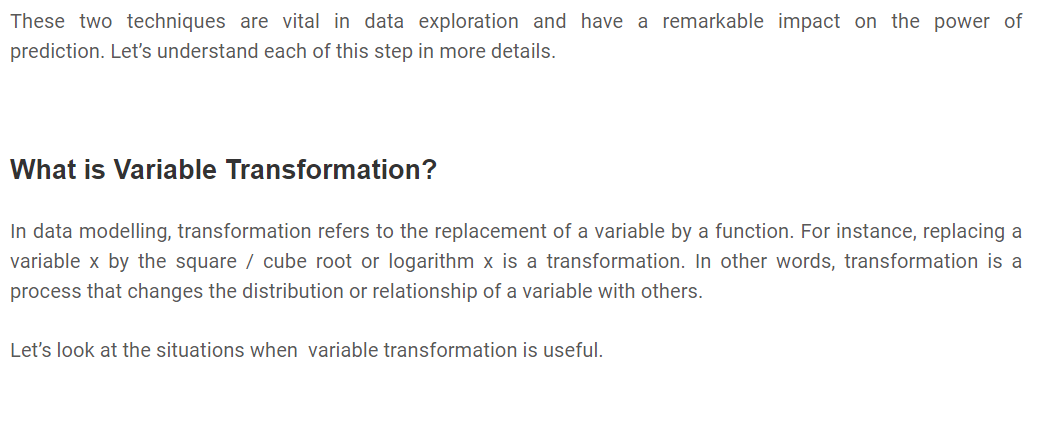 These two techniques are vital in data exploration and have a remarkable impact on the power of
prediction. Let’s understand each of this step in more details.
What is Variable Transformation?
In data modelling, transformation refers to the replacement of a variable by a function. For instance, replacing a
variable x by the square / cube root or logarithm x is a transformation. In other words, transformation is a
process that changes the distribution or relationship of a variable with others.
Let’s look at the situations when  variable transformation is useful.